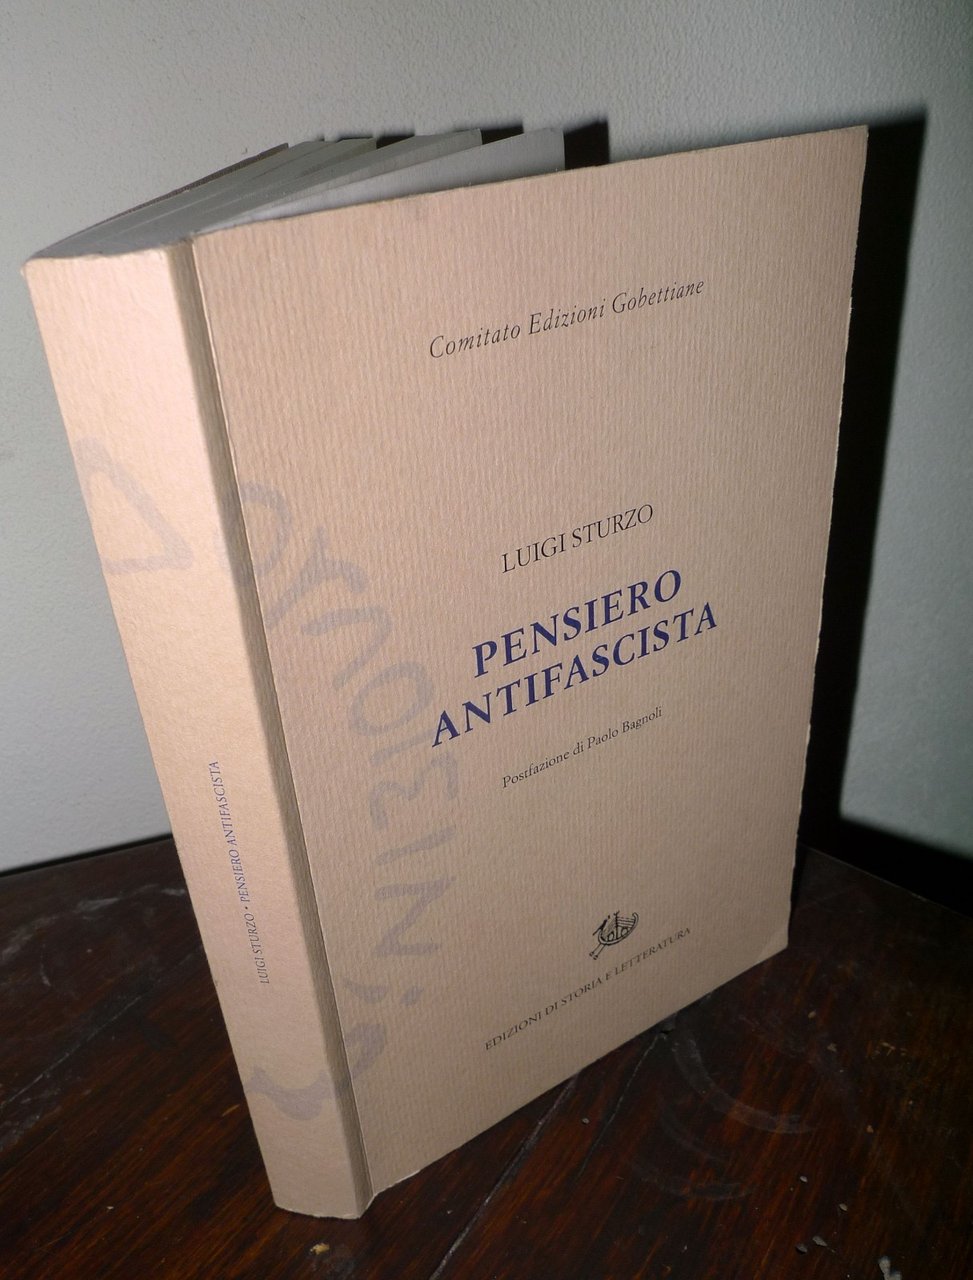 Comitato Edizioni Gobettiane
LUIGI STURZO
PENSIERO
ANTIFASCISTA
Postfazione di Paolo Bagnoli
EDIZIONI DI STORIA E LETTERATURA
LUIGI STURZO • PENSIERO ANTIFASCISTA